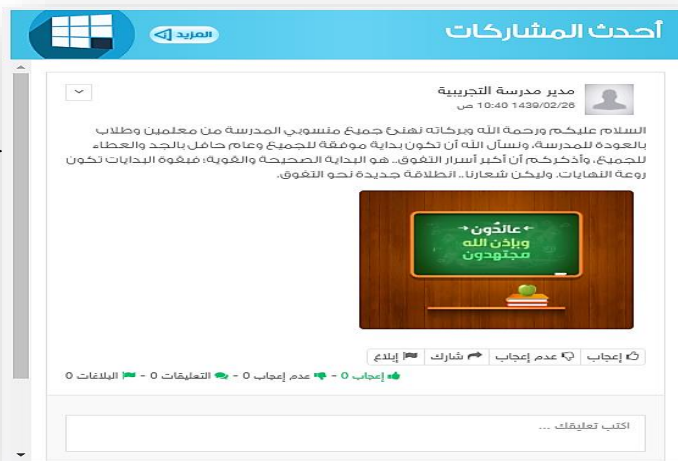 أحدث المشاركات
المزيد
مدير مدرسة التجريبية
1439/02/26 10:40 ص
السلام عليكم ورحمة الله وبركاته نهنئ جميع منسوبي المدرسة من معلمين وطلاب
بالعودة للمدرسة، ونسأل الله أن تكون بداية موفقة للجميع وعام حافل بالجد والعطاء
للجميع، وأذكركم أن أكبر أسرار التفوق.. هو البداية الصحيحة والقوية؛ فبقوة البدايات تكون
روعة النهايات. وليكن شعارنا.. انطلاقة جديدة نحو التفوق.
عائدون
وبإذن الله
مجتهدون
إعجاب عدم إعجاب شارك إبلاغ
إعجاب 0 - عدم إعجاب 0 - التعليقات 0 - البلاغات 0
اكتب تعليقك ...